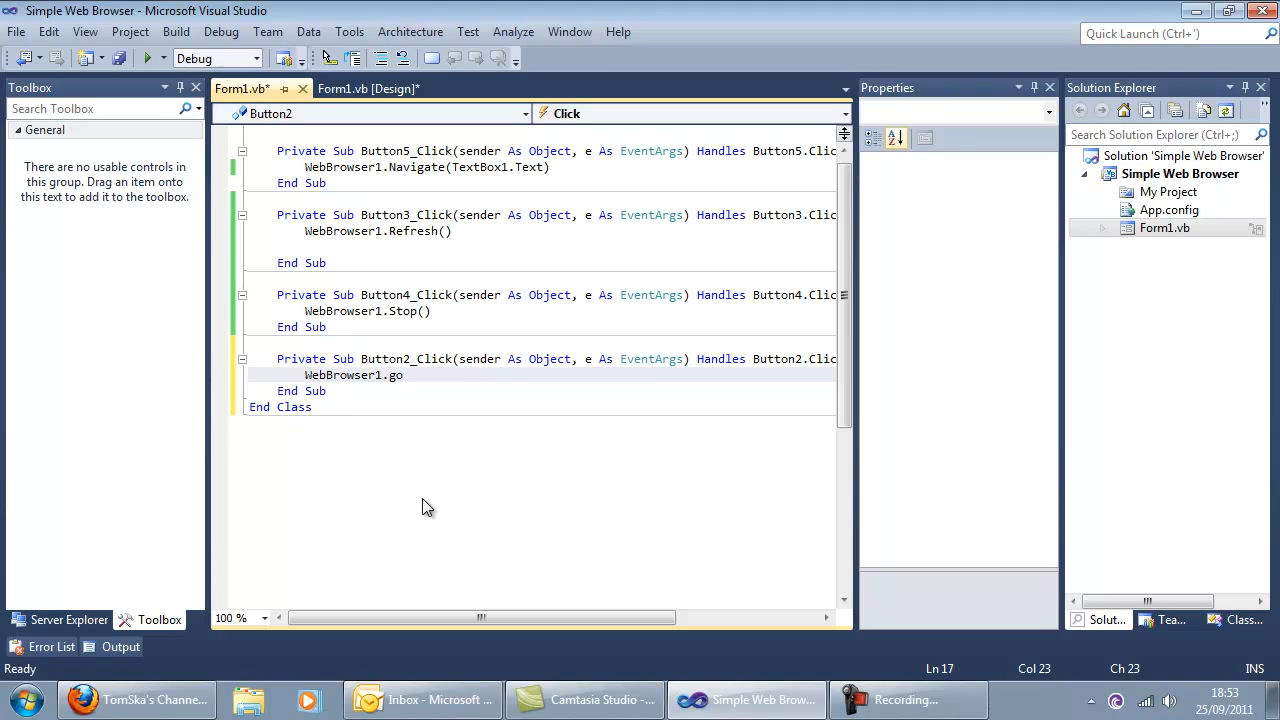 Simple Web Browser - Microsoft Visual Studio
File Edit View Project Build Debug Team Data Tools Architecture Test Analyze Window Help
Quick Launch (Ctrl+')
Debug
Toolbox
Search Toolbox
General
There are no usable controls in
this group. Drag an item onto
this text to add it to the toolbox.
Server Explorer Toolbox
Form1.vb* Form1.vb [Design]*
Button2 Click
Private Sub Button5_Click(sender As Object, e As EventArgs) Handles Button5.Clic
WebBrowser1.Navigate(TextBox1.Text)
End Sub
Private Sub Button3_Click(sender As Object, e As EventArgs) Handles Button3.Clic
WebBrowser1.Refresh()
End Sub
Private Sub Button4_Click(sender As Object, e As EventArgs) Handles Button4.Clic
WebBrowser1.Stop()
End Sub
Private Sub Button2_Click(sender As Object, e As EventArgs) Handles Button2.Clic
WebBrowser1.go
End Sub
End Class
100 %
Properties
Solution Explorer
Search Solution Explorer (Ctrl+;)
Solution 'Simple Web Browser'
Simple Web Browser
My Project
App.config
Form1.vb
Solut... Tea... Class...
Error List Output
Ready Ln 17 Col 23 Ch 23 INS
TomSka's Channe... Inbox - Microsoft ... Camtasia Studio -... Simple Web Brow... Recording...
18:53
25/09/2011